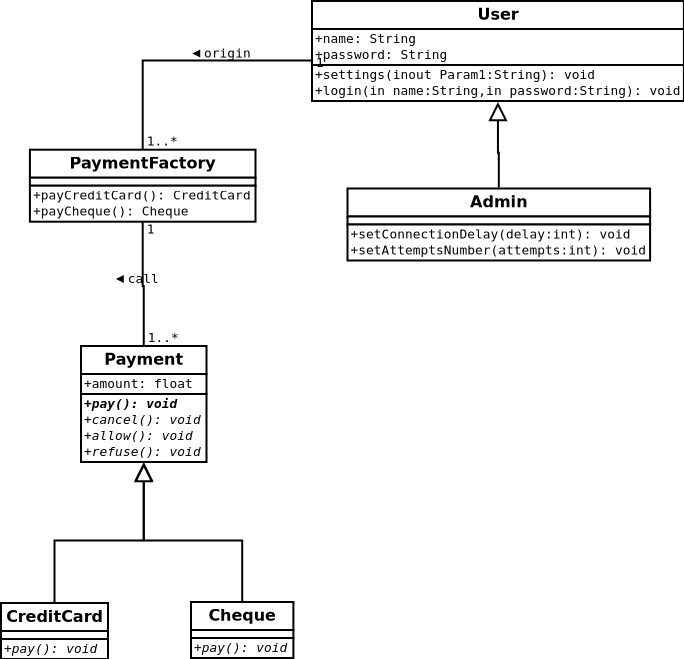 User
+name: String
+password: String
+settings(inout Param1:String): void
+login(in name:String,in password:String): void
◄ origin
1
1..*
PaymentFactory
+payCreditCard(): CreditCard
+payCheque(): Cheque
1
Admin
+setConnectionDelay(delay:int): void
+setAttemptsNumber(attempts:int): void
◄ call
1..*
Payment
+amount: float
+pay(): void
+cancel(): void
+allow(): void
+refuse(): void
CreditCard
+pay(): void
Cheque
+pay(): void